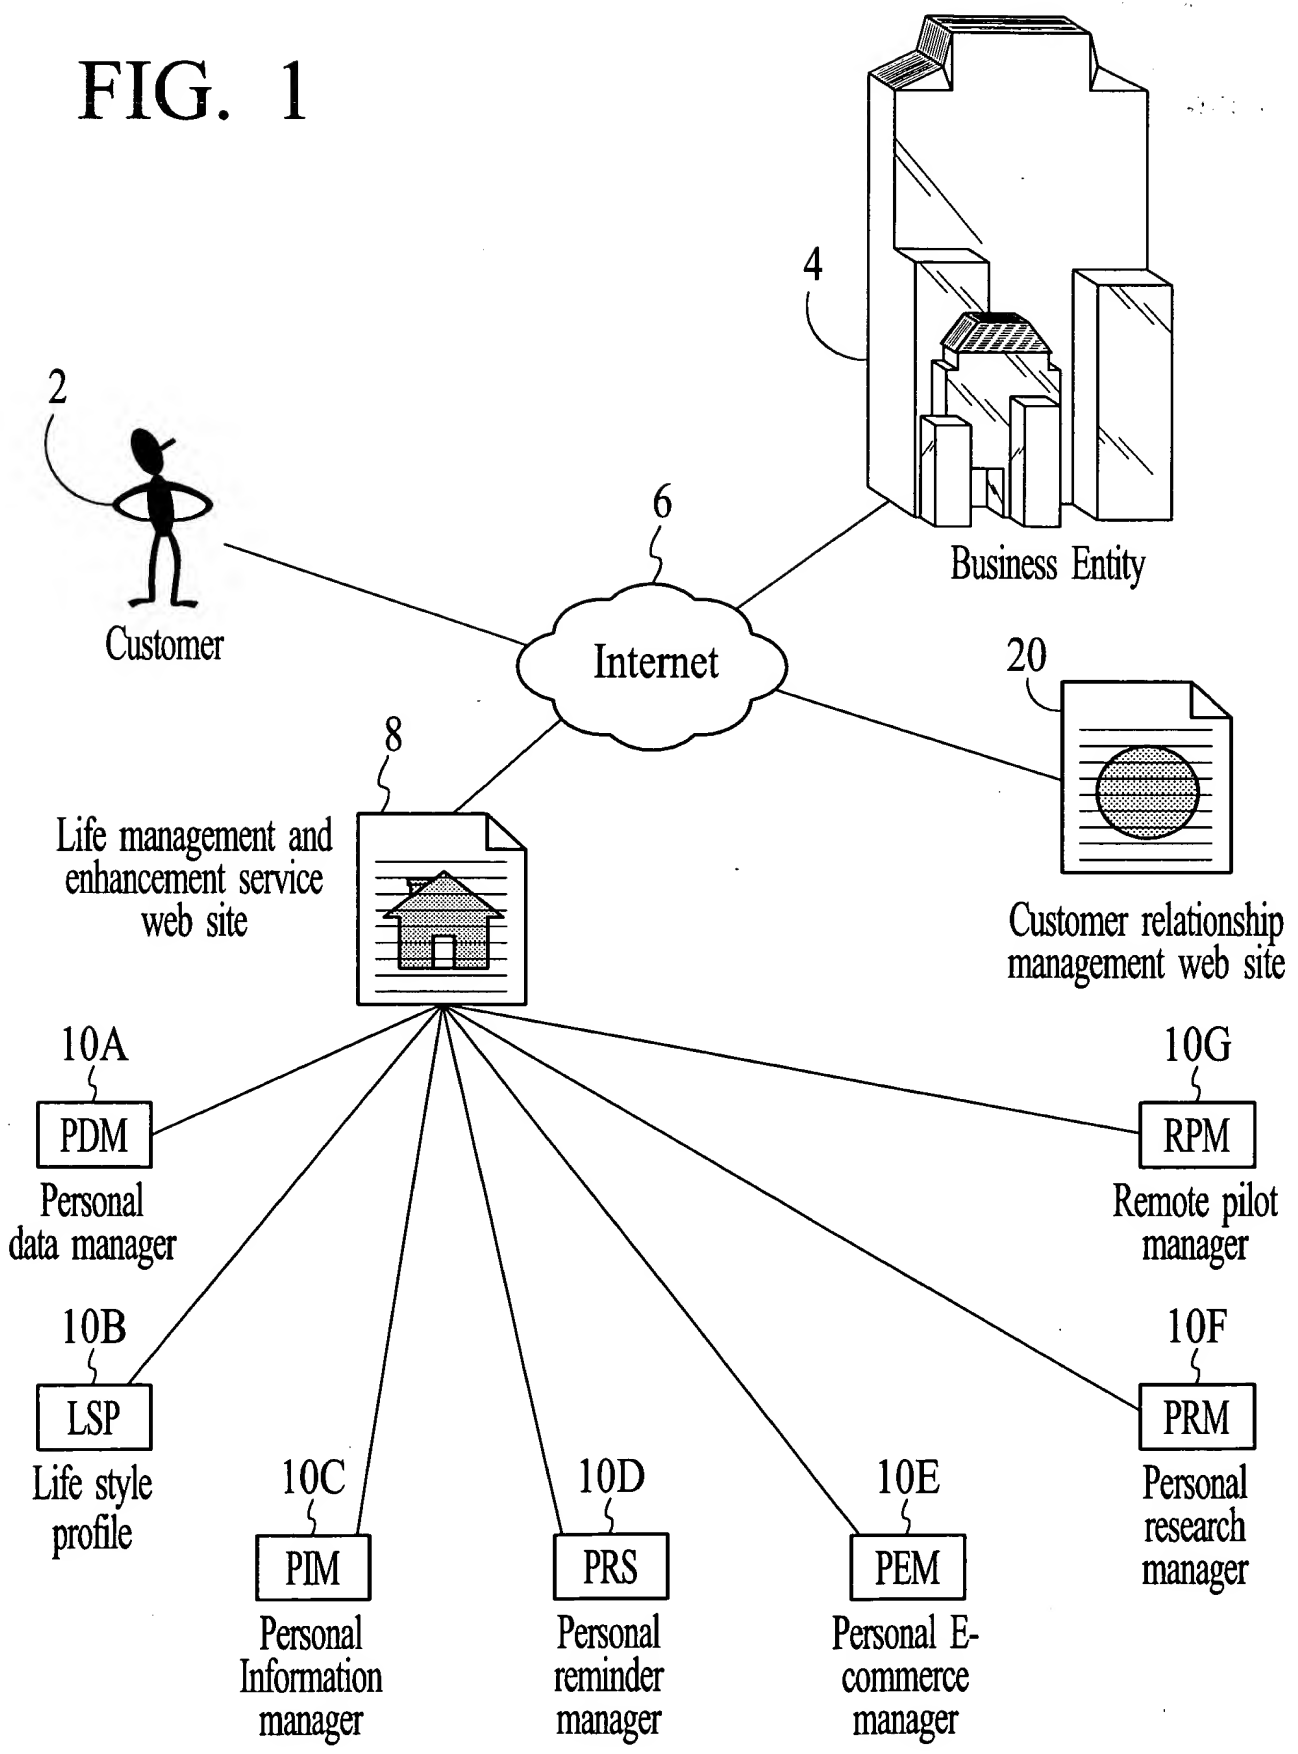 FIG. 1
4
2
6
Business Entity
Customer
Internet
20
8
Life management and
enhancement service
web site
Customer relationship
management web site
10A
PDM
Personal
data manager
10G
RPM
Remote pilot
manager
10B
LSP
Life style
profile
10F
PRM
Personal
research
manager
10C
PIM
Personal
Information
manager
10D
PRS
Personal
reminder
manager
10E
PEM
Personal E-
commerce
manager